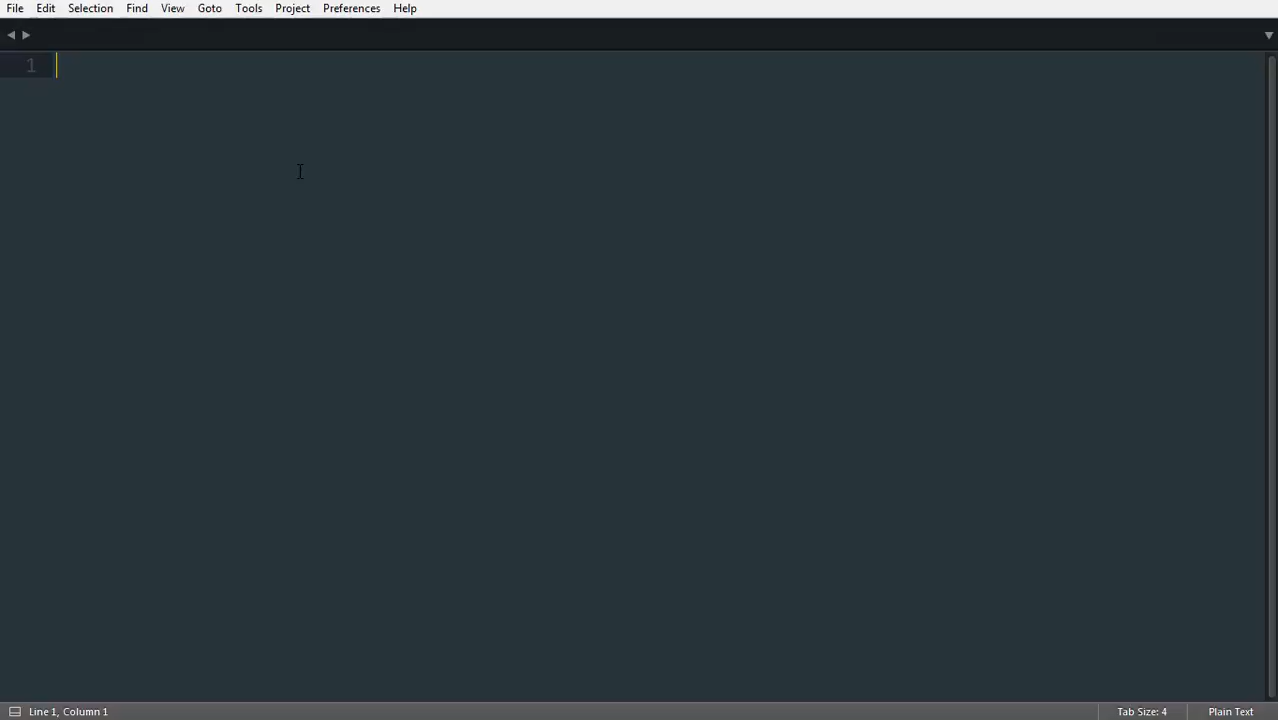 File Edit Selection Find View Goto Tools Project Preferences Help
1
Line 1, Column 1 Tab Size: 4 Plain Text